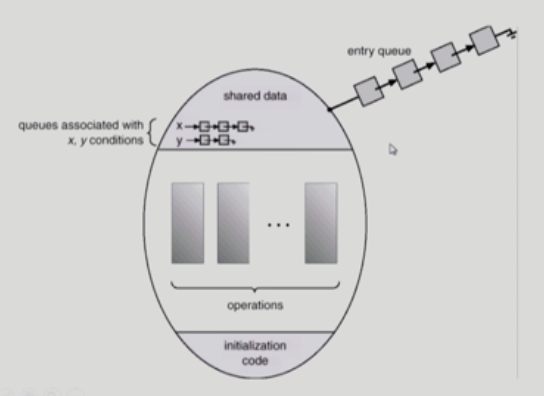 entry queue
shared data
queues associated with
x, y conditions
x
y
...
operations
initialization
code